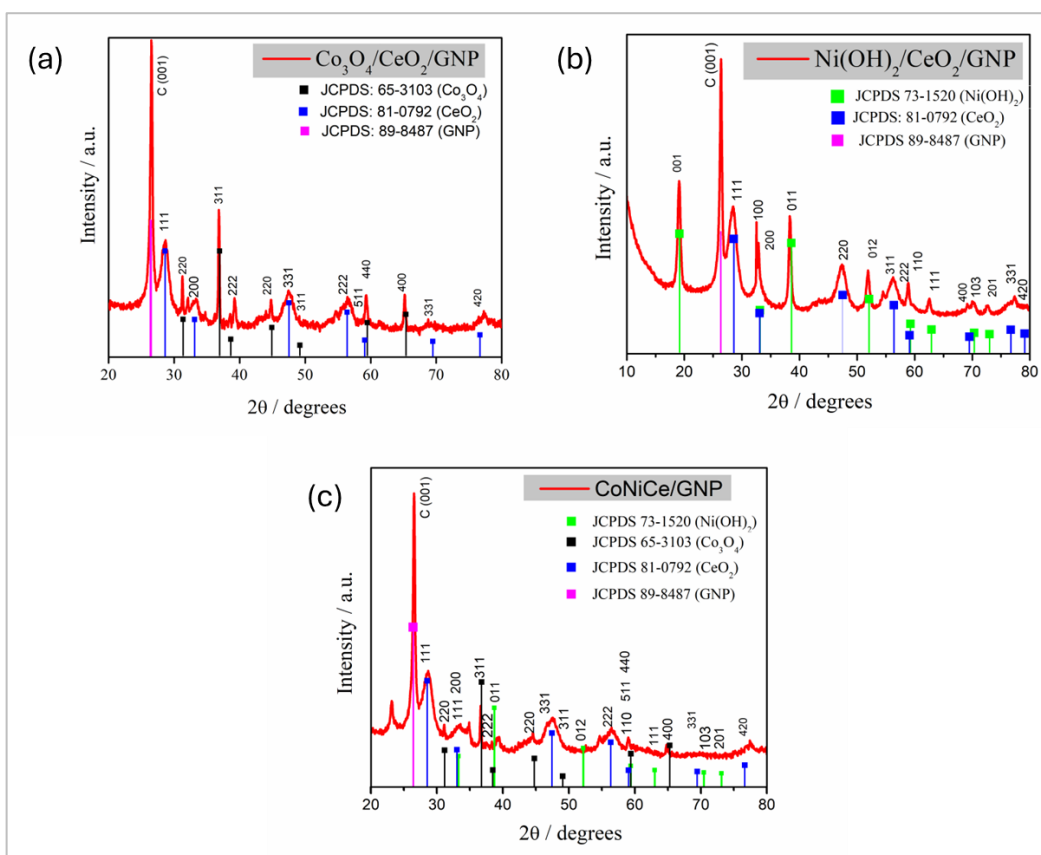 (a)
Co₃O₄/CeO₂/GNP
JCPDS: 65-3103 (Co₃O₄)
JCPDS: 81-0792 (CeO₂)
JCPDS: 89-8487 (GNP)
C (001)
111
220
200
311
222
220
331
311
222
511
440
400
331
420
Intensity / a.u.
20 30 40 50 60 70 80
2θ / degrees
(b)
Ni(OH)₂/CeO₂/GNP
JCPDS 73-1520 (Ni(OH)₂)
JCPDS: 81-0792 (CeO₂)
JCPDS 89-8487 (GNP)
001
C (001)
111
100
200
011
220
012
311
222
110
111
400
103
201
331
420
Intensity / a.u.
10 20 30 40 50 60 70 80
2θ / degrees
(c)
CoNiCe/GNP
JCPDS 73-1520 (Ni(OH)₂)
JCPDS 65-3103 (Co₃O₄)
JCPDS 81-0792 (CeO₂)
JCPDS 89-8487 (GNP)
C (001)
111
220
111
200
311
222
011
220
331
311
012
222
110
511
440
111
400
331
103
201
420
Intensity / a.u.
20 30 40 50 60 70 80
2θ / degrees